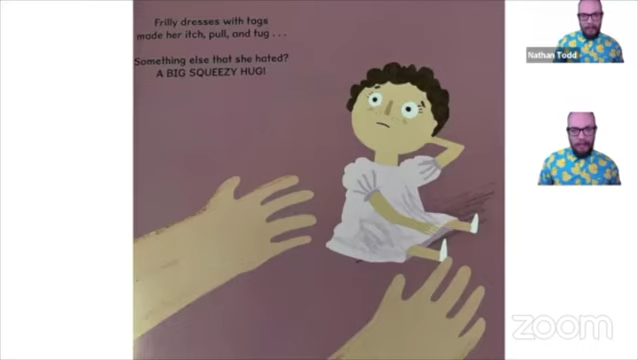 Frilly dresses with tags
made her itch, pull, and tug . . .
Something else that she hated?
A BIG SQUEEZY HUG!
Nathan Todd
zoom